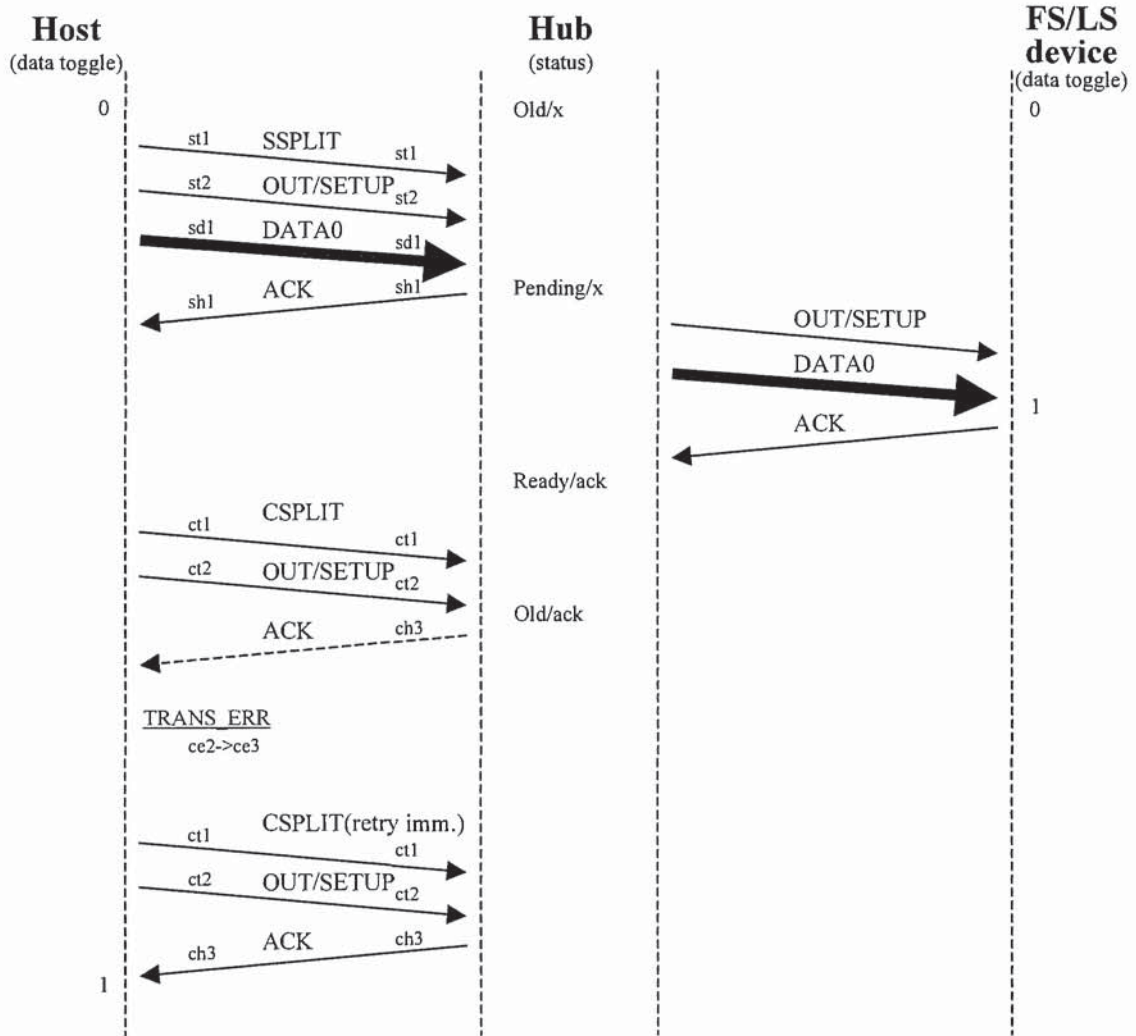 Host
(data toggle)
Hub
(status)
FS/LS
device
(data toggle)
0
Old/x
0
st1 SSPLIT st1
st2 OUT/SETUP st2
sd1 DATA0 sd1
sh1 ACK sh1
Pending/x
OUT/SETUP
DATA0
1
ACK
Ready/ack
ct1 CSPLIT ct1
ct2 OUT/SETUP ct2
Old/ack
ACK ch3
TRANS_ERR
ce2->ce3
ct1 CSPLIT(retry imm.) ct1
ct2 OUT/SETUP ct2
ch3 ACK ch3
1